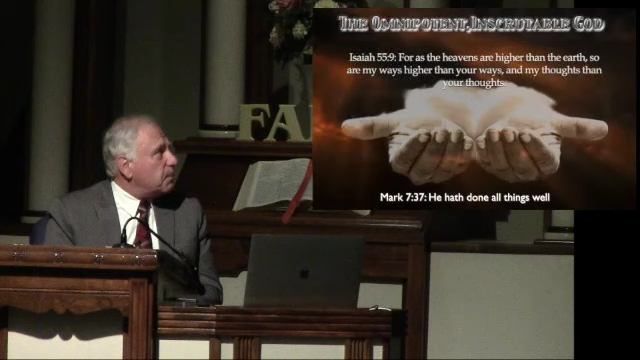 The Omnipotent,Inscrutable God
Isaiah 55:9: For as the heavens are higher than the earth, so
are my ways higher than your ways, and my thoughts than
your thoughts.
FA
Mark 7:37: He hath done all things well